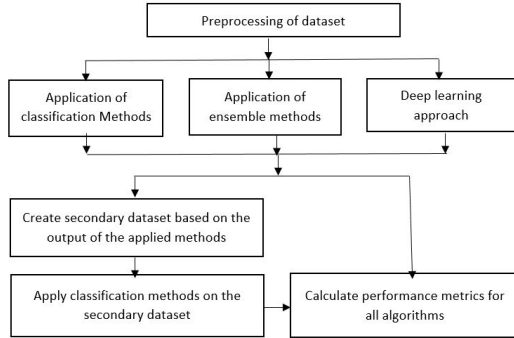 Preprocessing of dataset
Application of
classification Methods
Application of
ensemble methods
Deep learning
approach
Create secondary dataset based on the
output of the applied methods
Apply classification methods on the
secondary dataset
Calculate performance metrics for
all algorithms